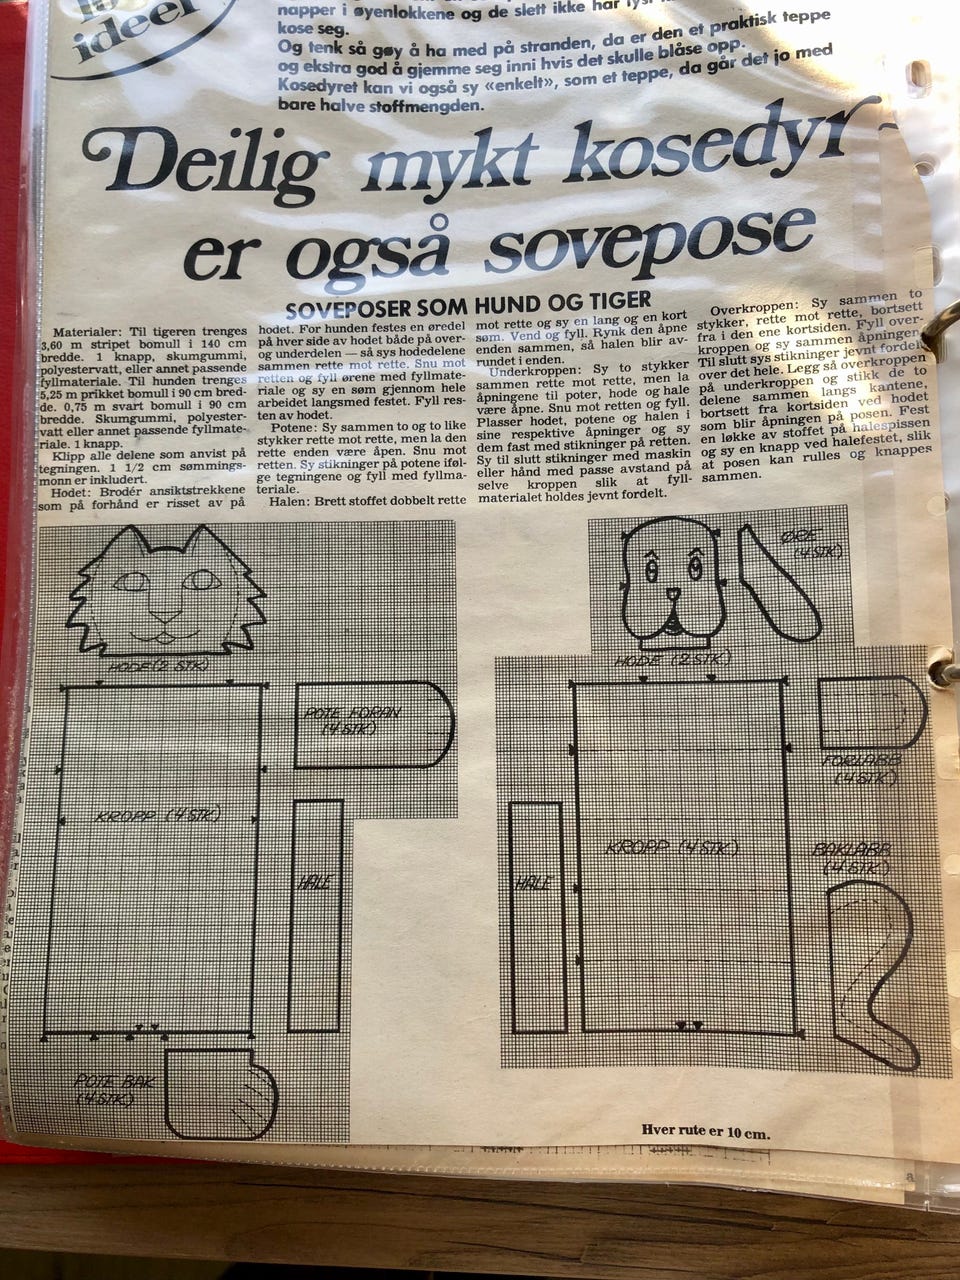 ideer
napper i øyenlokkene og de slett ikke har
kose seg.
Og tenk så gøy å ha med på stranden, da er den et praktisk teppe
og ekstra god å gjemme seg inni hvis det skulle blåse opp.
Kosedyret kan vi også sy «enkelt», som et teppe, da går det jo med
bare halve stoffmengden.
Deilig mykt kosedyr
er også sovepose
SOVEPOSER SOM HUND OG TIGER
Materialer: Til tigeren trenges
3,60 m stripet bomull i 140 cm
bredde. 1 knapp, skumgummi,
polyestervatt, eller annet passende
fyllmateriale. Til hunden trenges
5,25 m prikket bomull i 90 cm bred-
de. 0,75 m svart bomull i 90 cm
bredde. Skumgummi, polyester-
vatt eller annet passende fyllmate-
riale. 1 knapp.
Klipp alle delene som anvist på
tegningen. 1 1/2 cm sømmings-
monn er inkludert.
Hodet: Brodér ansiktstrekkene
som på forhånd er risset av på
hodet. For hunden festes en øredel
på hver side av hodet både på over-
og underdelen — så sys hodedelene
sammen rette mot rette. Snu mot
retten og fyll ørene med fyllmate-
riale og sy en søm gjennom hele
arbeidet langsmed festet. Fyll res-
ten av hodet.
Potene: Sy sammen to og to like
stykker rette mot rette, men la den
rette enden være åpen. Snu mot
retten. Sy stikninger på potene iføl-
ge tegningene og fyll med fyllma-
teriale.
Halen: Brett stoffet dobbelt rette
mot rette og sy en lang og en kort
søm. Vend og fyll. Rynk den åpne
enden sammen, så halen blir av-
rundet i enden.
Underkroppen: Sy to stykker
sammen rette mot rette, men la
åpningene til poter, hode og hale
være åpne. Snu mot retten og fyll.
Plasser hodet, potene og halen i
sine respektive åpninger og sy
dem fast med stikninger på retten.
Sy til slutt stikninger med maskin
eller hånd med passe avstand på
selve kroppen slik at fyll-
materialet holdes jevnt fordelt.
Overkroppen: Sy sammen to
stykker, rette mot rette, bortsett
fra i den ene kortsiden. Fyll over-
kroppen og sy sammen åpningen.
Til slutt sys stikninger jevnt fordelt
over det hele. Legg så overkroppen
på underkroppen og stikk de to
delene sammen langs kantene,
bortsett fra kortsiden ved hodet
som blir åpningen på posen. Fest
en løkke av stoffet på halespissen
og sy en knapp ved halefestet, slik
at posen kan rulles og knappes
sammen.
HODE (2 STK)
POTE FORAN
(4 STK)
KROPP (4 STK)
HALE
POTE BAK
(4 STK)
ØRE
(4 STK)
HODE (2 STK)
FORLABB
(4 STK)
KROPP (4 STK)
HALE
BAKLABB
(4 STK)
Hver rute er 10 cm.